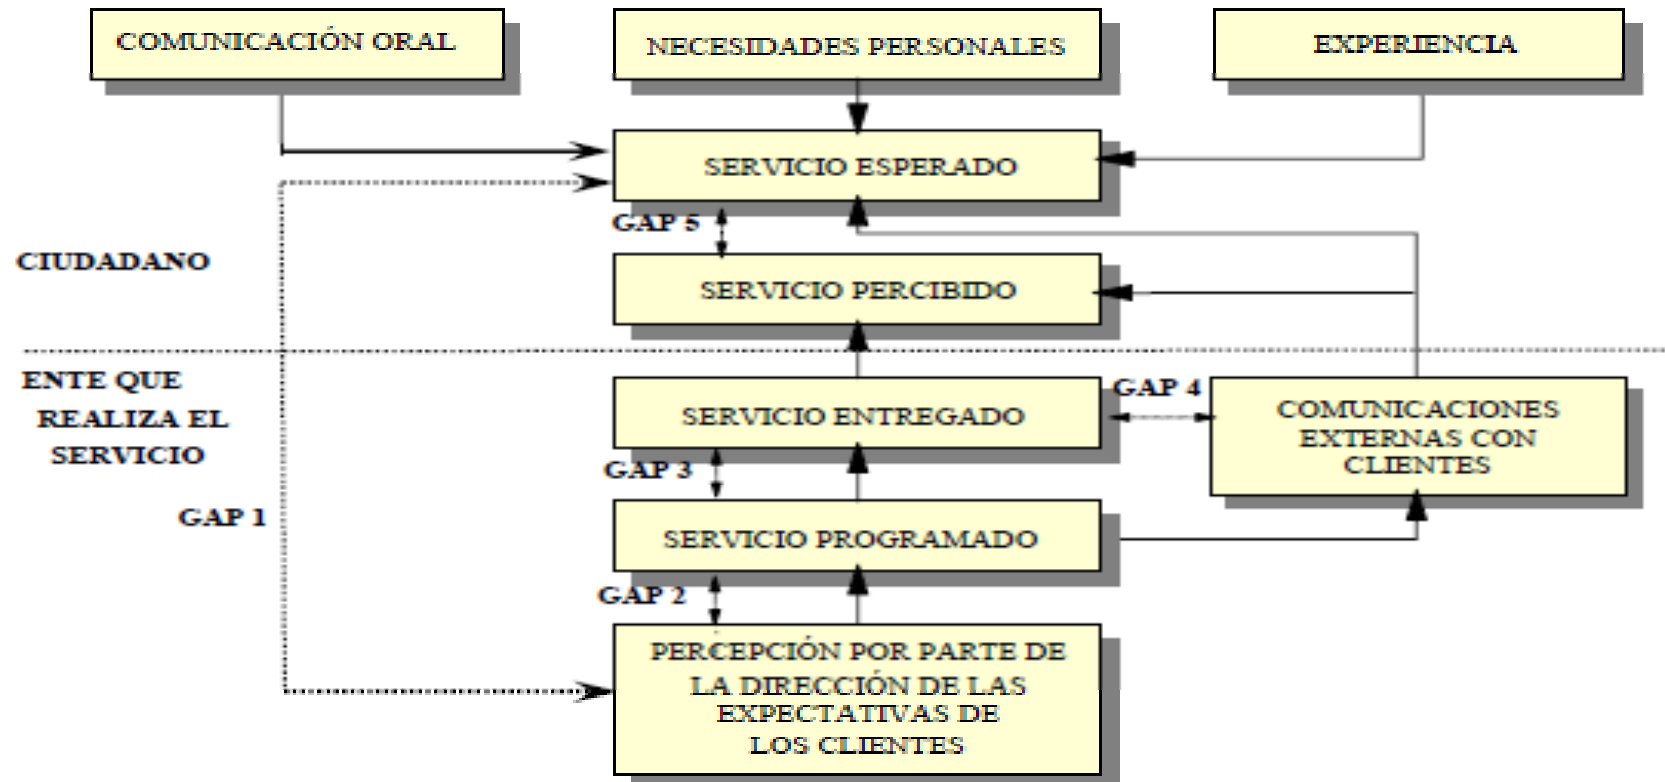 COMUNICACIÓN ORAL
NECESIDADES PERSONALES
EXPERIENCIA
SERVICIO ESPERADO
GAP 5
CIUDADANO
SERVICIO PERCIBIDO
ENTE QUE
REALIZA EL
SERVICIO
SERVICIO ENTREGADO
GAP 4
COMUNICACIONES
EXTERNAS CON
CLIENTES
GAP 3
GAP 1
SERVICIO PROGRAMADO
GAP 2
PERCEPCIÓN POR PARTE DE
LA DIRECCIÓN DE LAS
EXPECTATIVAS DE
LOS CLIENTES